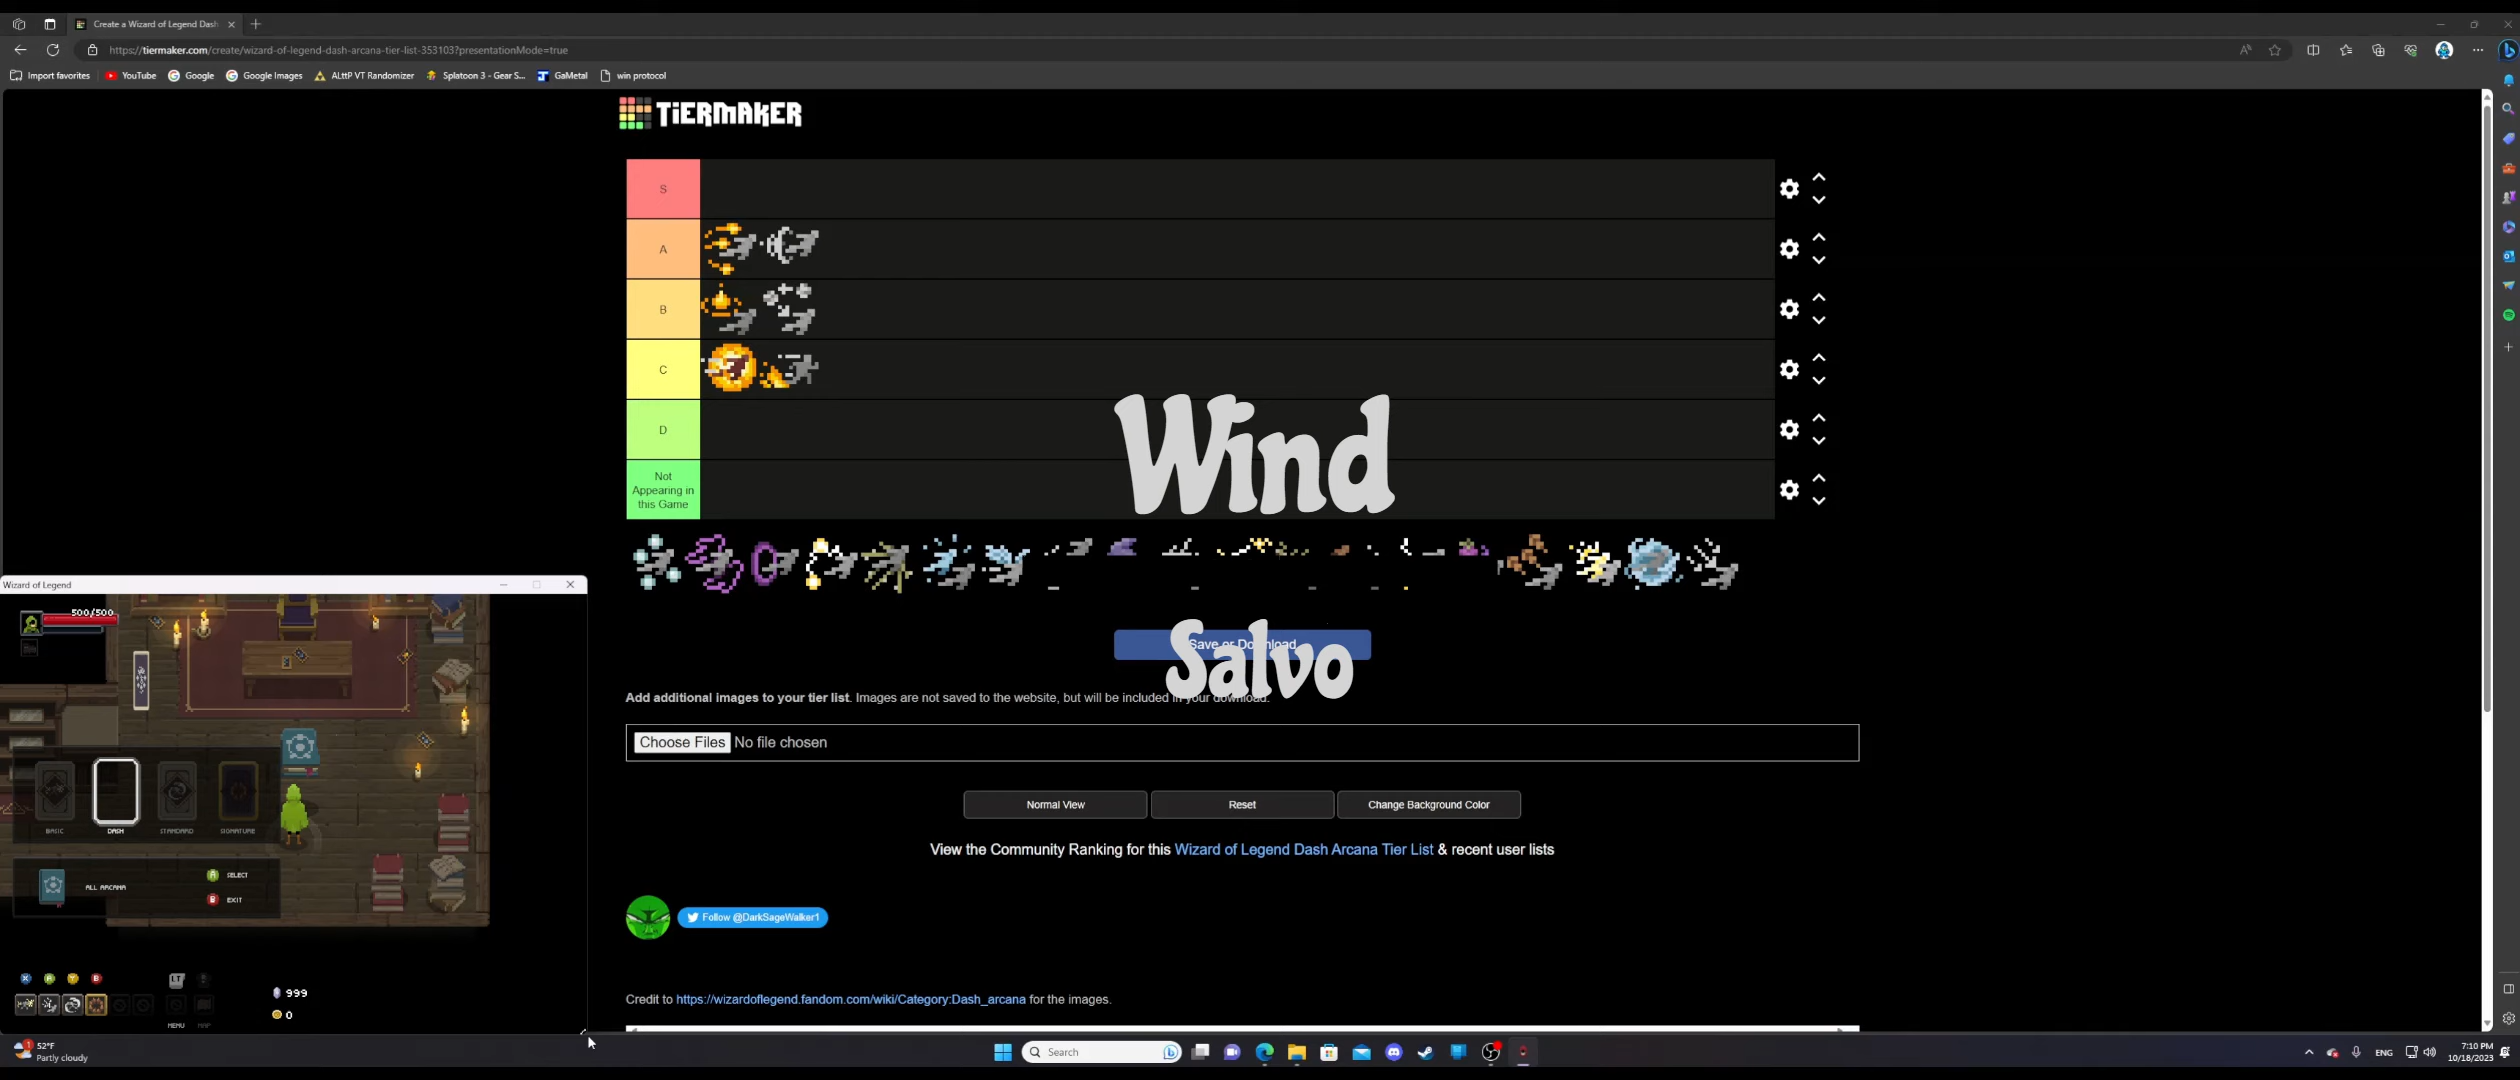 Create a Wizard of Legend Dash
https://tiermaker.com/create/wizard-of-legend-dash-arcana-tier-list-353103?presentationMode=true
Import favorites YouTube Google Google Images ALttP VT Randomizer Splatoon 3 - Gear S... GaMetal win protocol
TiERMAKER
S
A
B
C
D
Not
Appearing in
this Game
Wind
Salvo
Save or Download
Add additional images to your tier list. Images are not saved to the website, but will be included in your download.
Choose Files No file chosen
Normal View Reset Change Background Color
View the Community Ranking for this Wizard of Legend Dash Arcana Tier List & recent user lists
Follow @DarkSageWalker1
Credit to https://wizardoflegend.fandom.com/wiki/Category:Dash_arcana for the images.
Wizard of Legend
500/500
BASIC DASH STANDARD SIGNATURE
ALL ARCANA
SELECT
EXIT
X A Y B
LT
999
0
MENU MAP
1
52°F
Partly cloudy
Search
ENG
7:10 PM
10/18/2023